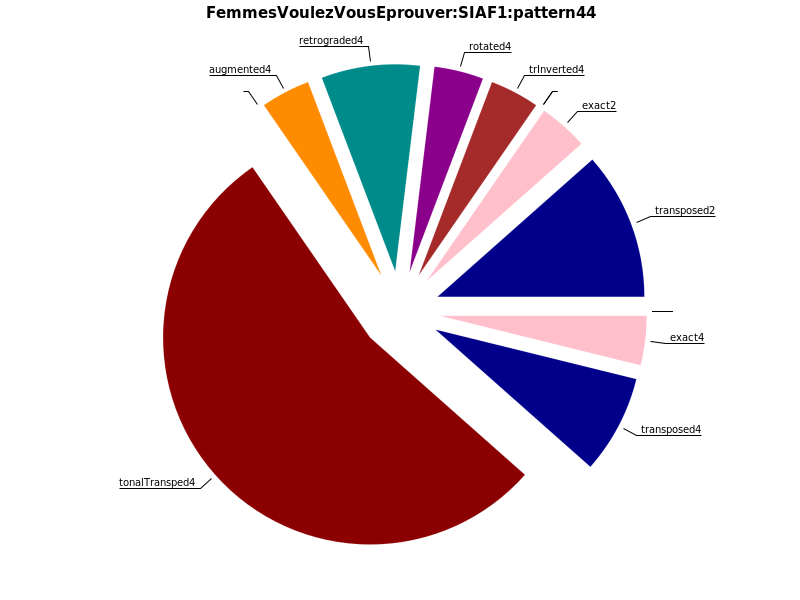 FemmesVoulezVousEprouver:SIAF1:pattern44
retrograded4
rotated4
augmented4
trInverted4
exact2
transposed2
exact4
transposed4
tonalTransped4